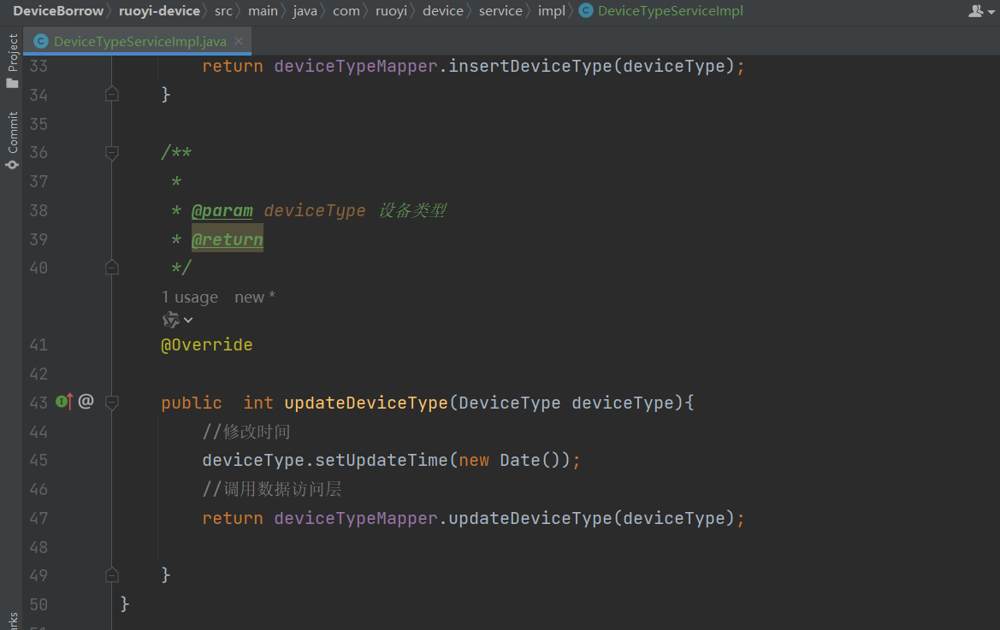 DeviceBorrow ruoyi-device src main java com ruoyi device service impl DeviceTypeServiceImpl
DeviceTypeServiceImpl.java
Project
Commit
33 return deviceTypeMapper.insertDeviceType(deviceType);
34 }
35
36 /**
37 *
38 * @param deviceType 设备类型
39 * @return
40 */
1 usage new *
41 @Override
42
43 public  int updateDeviceType(DeviceType deviceType){
44 //修改时间
45 deviceType.setUpdateTime(new Date());
46 //调用数据访问层
47 return deviceTypeMapper.updateDeviceType(deviceType);
48
49 }
50 }